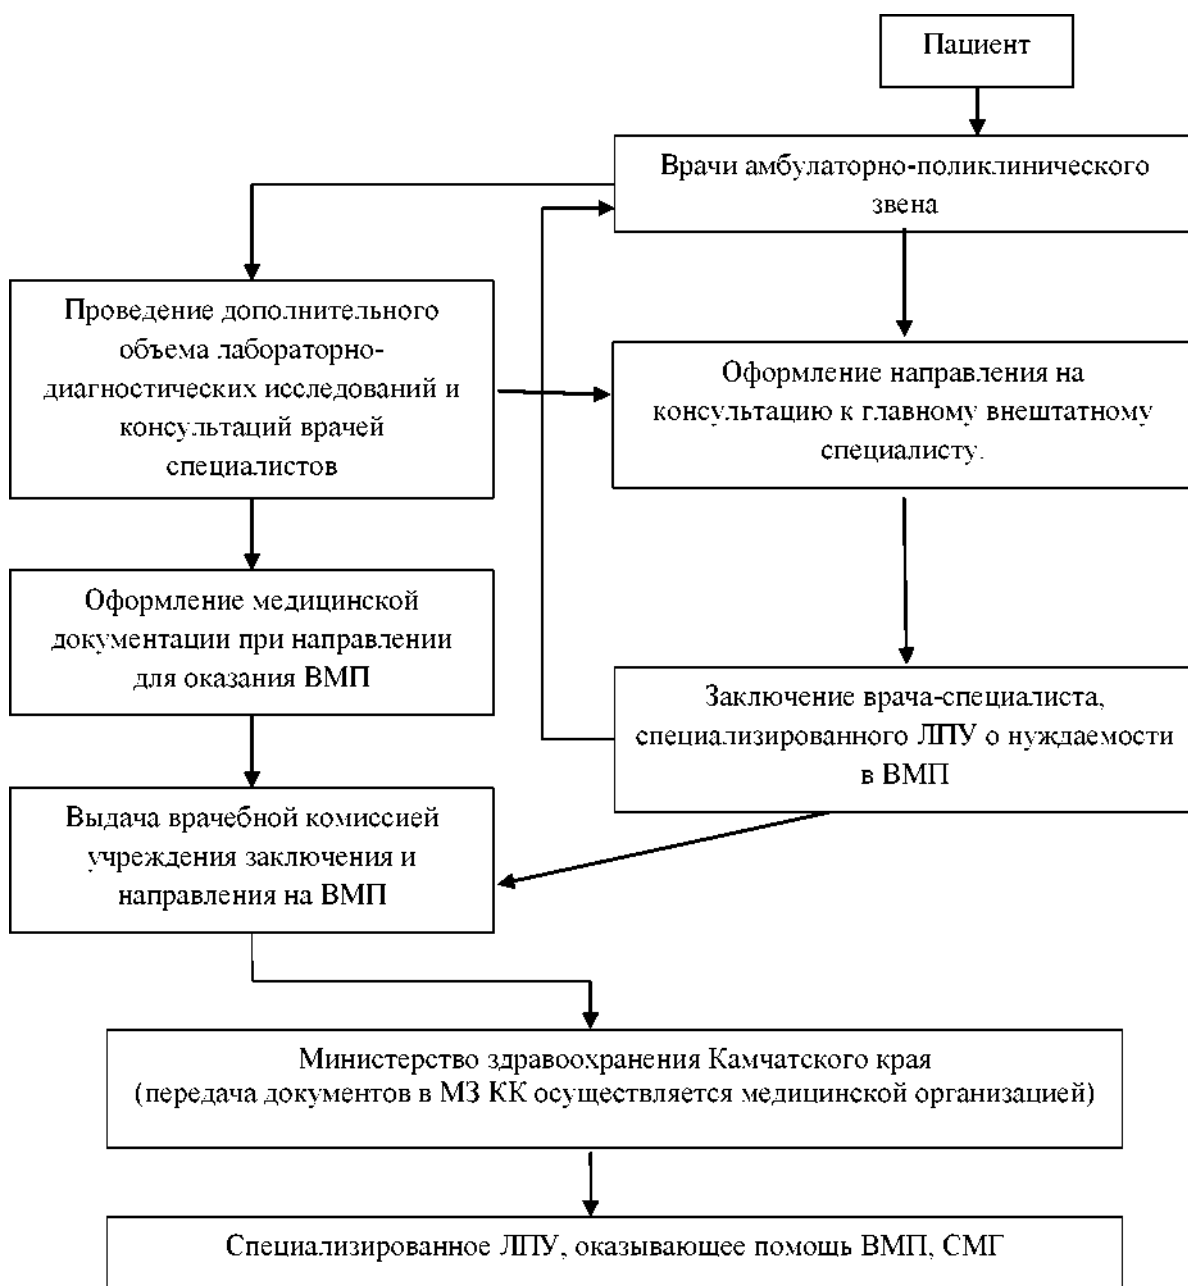 Пациент
Врачи амбулаторно-поликлинического
звена
Проведение дополнительного
объема лабораторно-
диагностических исследований и
консультаций врачей
специалистов
Оформление направления на
консультацию к главному внештатному
специалисту.
Оформление медицинской
документации при направлении
для оказания ВМП
Заключение врача-специалиста,
специализированного ЛПУ о нуждаемости
в ВМП
Выдача врачебной комиссией
учреждения заключения и
направления на ВМП
Министерство здравоохранения Камчатского края
(передача документов в МЗ КК осуществляется медицинской организацией)
Специализированное ЛПУ, оказывающее помощь ВМП, СМГ